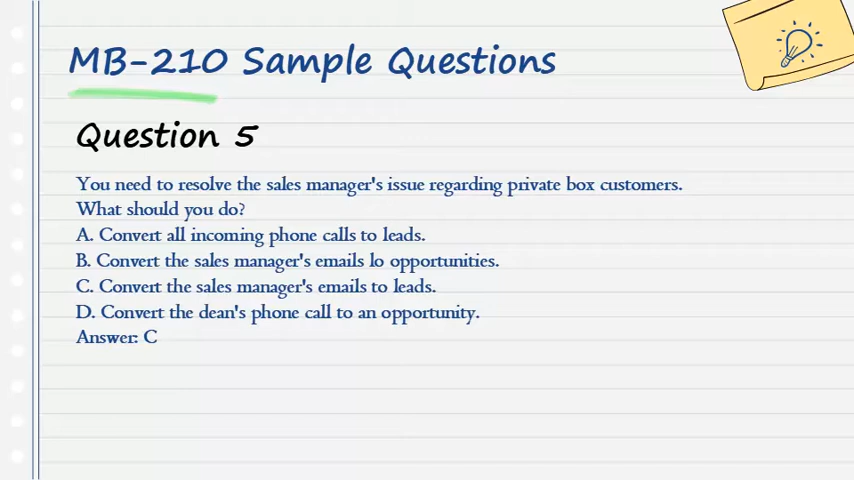 MB-210 Sample Questions
Question 5
You need to resolve the sales manager's issue regarding private box customers.
What should you do?
A. Convert all incoming phone calls to leads.
B. Convert the sales manager's emails lo opportunities.
C. Convert the sales manager's emails to leads.
D. Convert the dean's phone call to an opportunity.
Answer: C